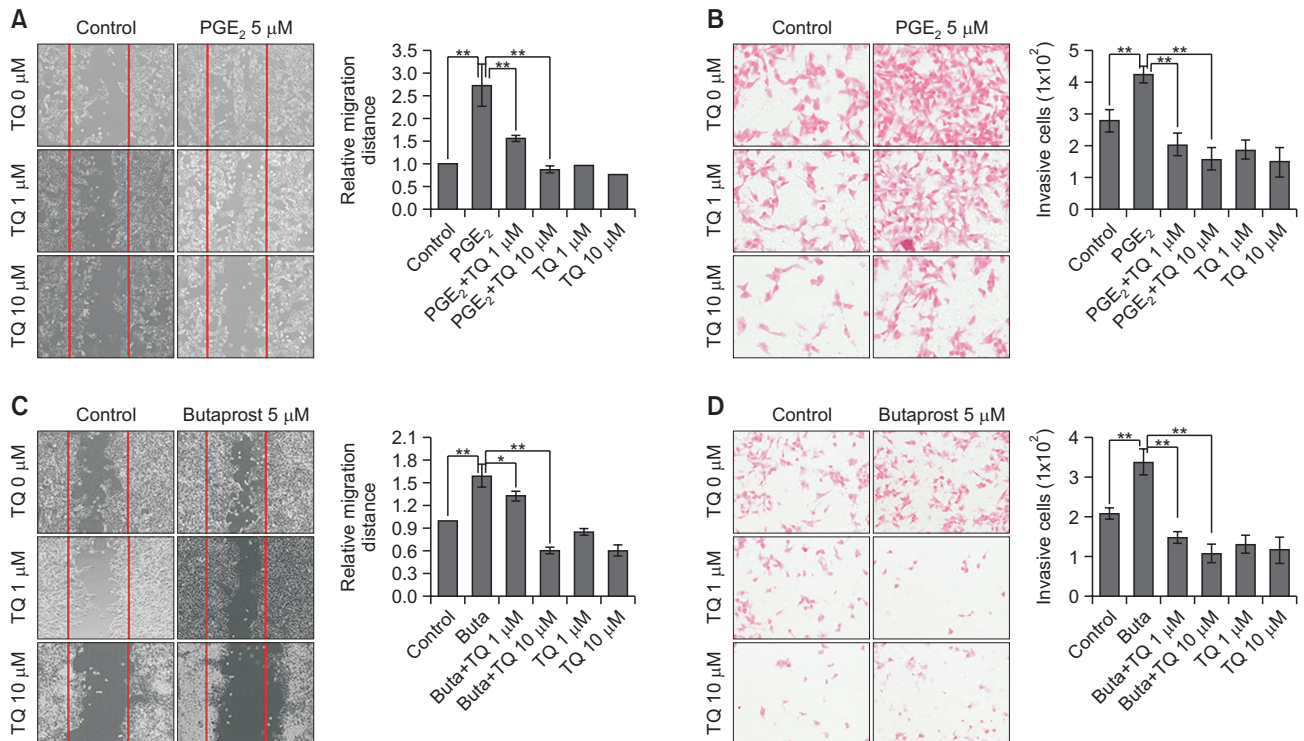 A
Control
PGE₂ 5 μM
TQ 0 μM
TQ 1 μM
TQ 10 μM
Relative migration
distance
3.5
3.0
2.5
2.0
1.5
1.0
0.5
0.0
**
**
**
Control
PGE₂
PGE₂+TQ 1 μM
PGE₂+TQ 10 μM
TQ 1 μM
TQ 10 μM
B
Control
PGE₂ 5 μM
TQ 0 μM
TQ 1 μM
TQ 10 μM
Invasive cells (1x10²)
5
4
3
2
1
0
**
**
**
Control
PGE₂
PGE₂+TQ 1 μM
PGE₂+TQ 10 μM
TQ 1 μM
TQ 10 μM
C
Control
Butaprost 5 μM
TQ 0 μM
TQ 1 μM
TQ 10 μM
Relative migration
distance
2.1
1.8
1.5
1.2
0.9
0.6
0.3
0.0
**
**
*
Control
Buta
Buta+TQ 1 μM
Buta+TQ 10 μM
TQ 1 μM
TQ 10 μM
D
Control
Butaprost 5 μM
TQ 0 μM
TQ 1 μM
TQ 10 μM
Invasive cells (1x10²)
4
3
2
1
0
**
**
**
Control
Buta
Buta+TQ 1 μM
Buta+TQ 10 μM
TQ 1 μM
TQ 10 μM